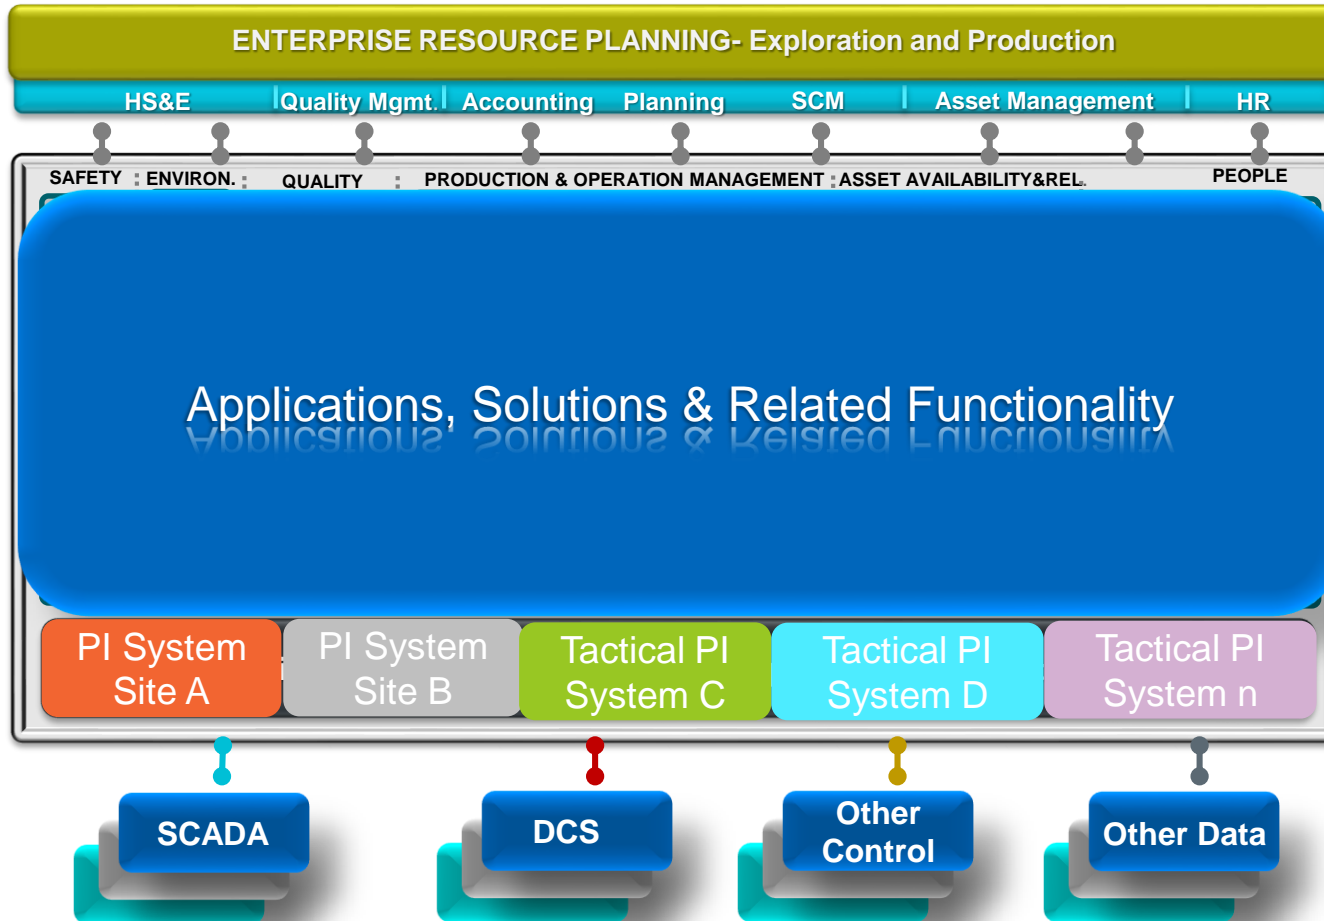 ENTERPRISE RESOURCE PLANNING- Exploration and Production
HS&E Quality Mgmt. Accounting Planning SCM Asset Management HR
SAFETY : ENVIRON. : QUALITY : PRODUCTION & OPERATION MANAGEMENT : ASSET AVAILABILITY&REL. PEOPLE
Applications, Solutions & Related Functionality
PI System
Site A
PI System
Site B
Tactical PI
System C
Tactical PI
System D
Tactical PI
System n
SCADA
DCS
Other
Control
Other Data